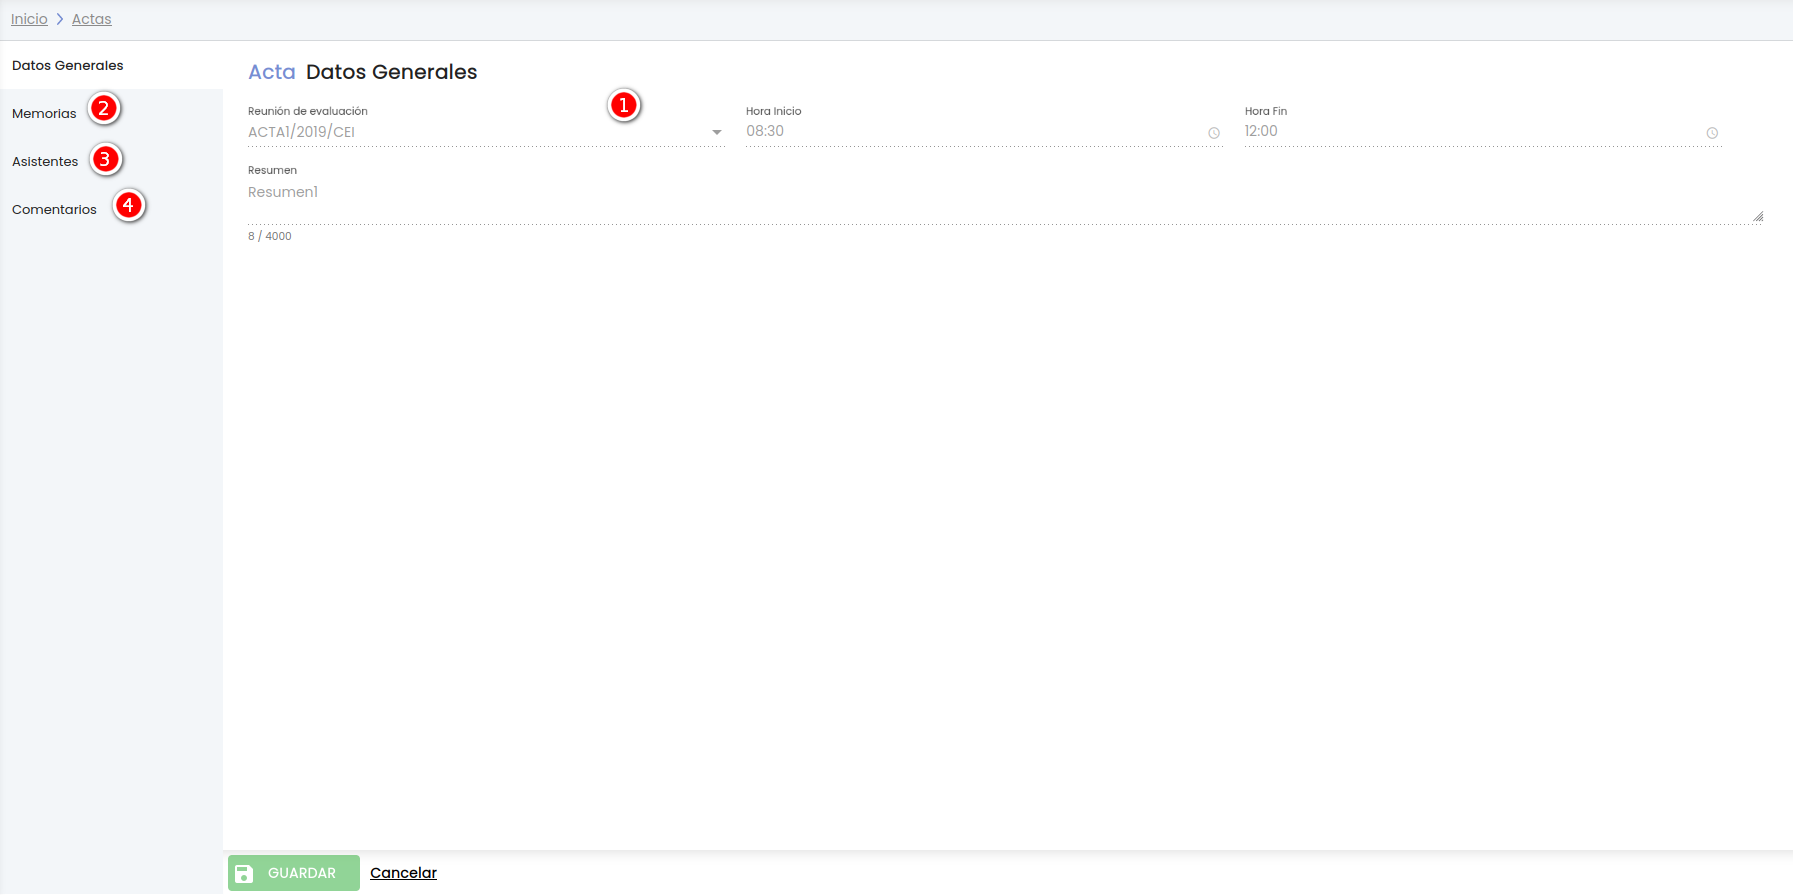 Inicio > Actas
Datos Generales
Memorias 2
Asistentes 3
Comentarios 4
Acta Datos Generales
1
Reunión de evaluación Hora Inicio Hora Fin
ACTA1/2019/CEI 08:30 12:00
Resumen
Resumen1
8 / 4000
GUARDAR Cancelar